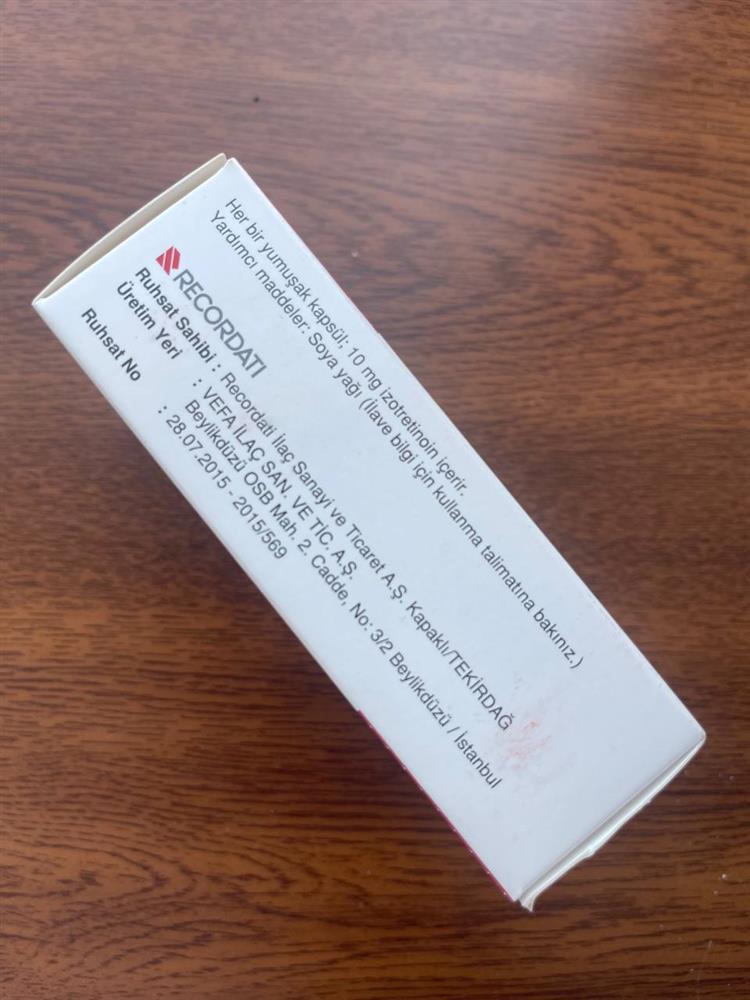 Her bir yumuşak kapsül; 10 mg izotretinoin içerir.
Yardımcı maddeler: Soya yağı (İlave bilgi için kullanma talimatına bakınız.)
RECORDATI
Ruhsat Sahibi : Recordati İlaç Sanayi ve Ticaret A.Ş. Kapaklı/TEKİRDAĞ
Üretim Yeri : VEFA İLAÇ SAN. VE TİC. A.Ş.
Beylikdüzü OSB Mah. 2. Cadde, No: 3/2 Beylikdüzü / İstanbul
Ruhsat No : 28.07.2015 - 2015/569